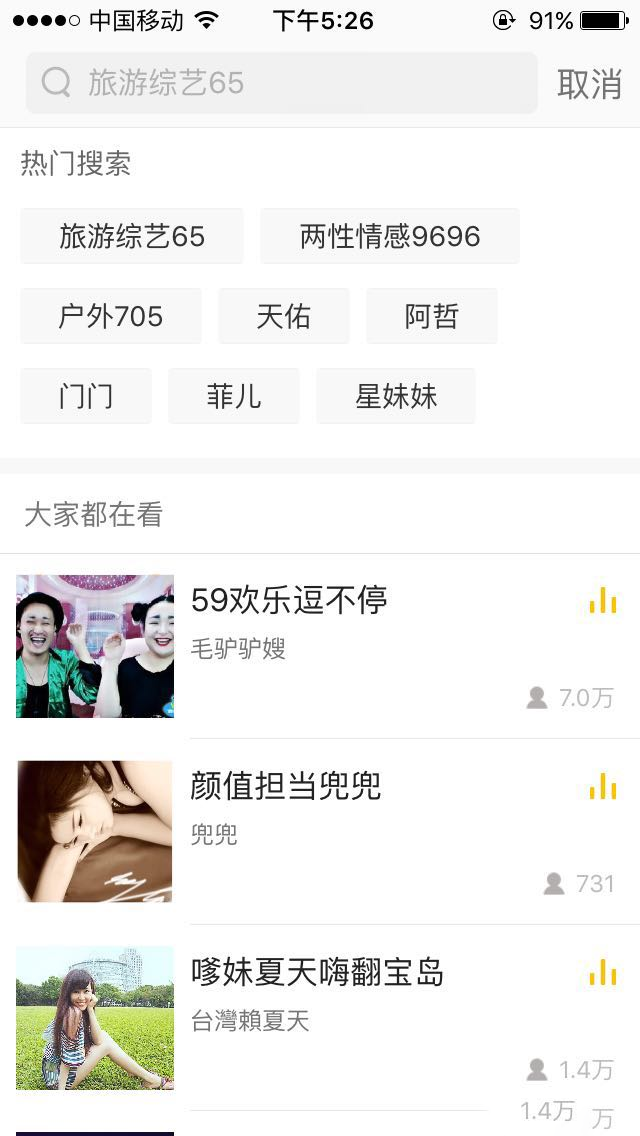 中国移动 下午5:26 91%
旅游综艺65 取消
热门搜索
旅游综艺65 两性情感9696
户外705 天佑 阿哲
门门 菲儿 星妹妹
大家都在看
59欢乐逗不停
毛驴驴嫂
7.0万
颜值担当兜兜
兜兜
731
嗲妹夏天嗨翻宝岛
台灣賴夏天
1.4万
1.4万 万